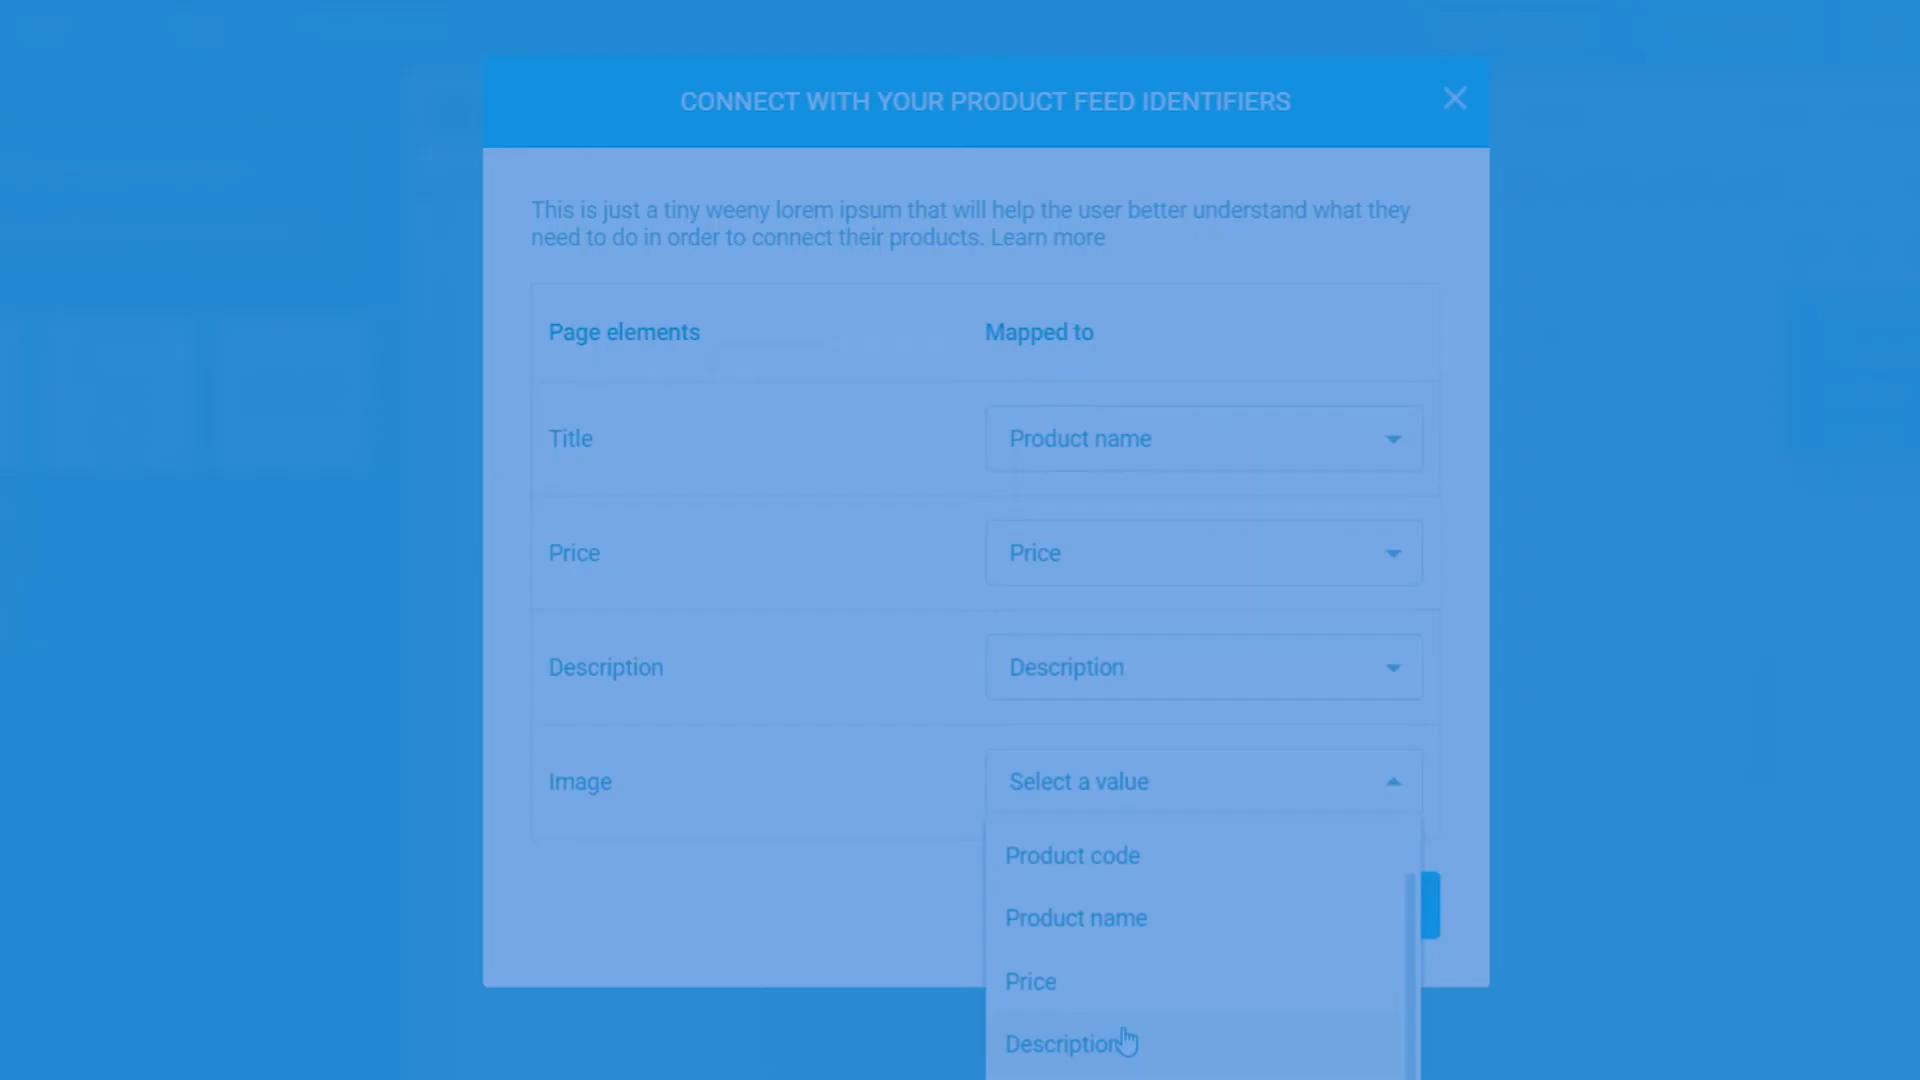 CONNECT WITH YOUR PRODUCT FEED IDENTIFIERS
This is just a tiny weeny lorem ipsum that will help the user better understand what they
need to do in order to connect their products. Learn more
Page elements Mapped to
Title Product name
Price Price
Description Description
Image Select a value
Product code
Product name
Price
Description